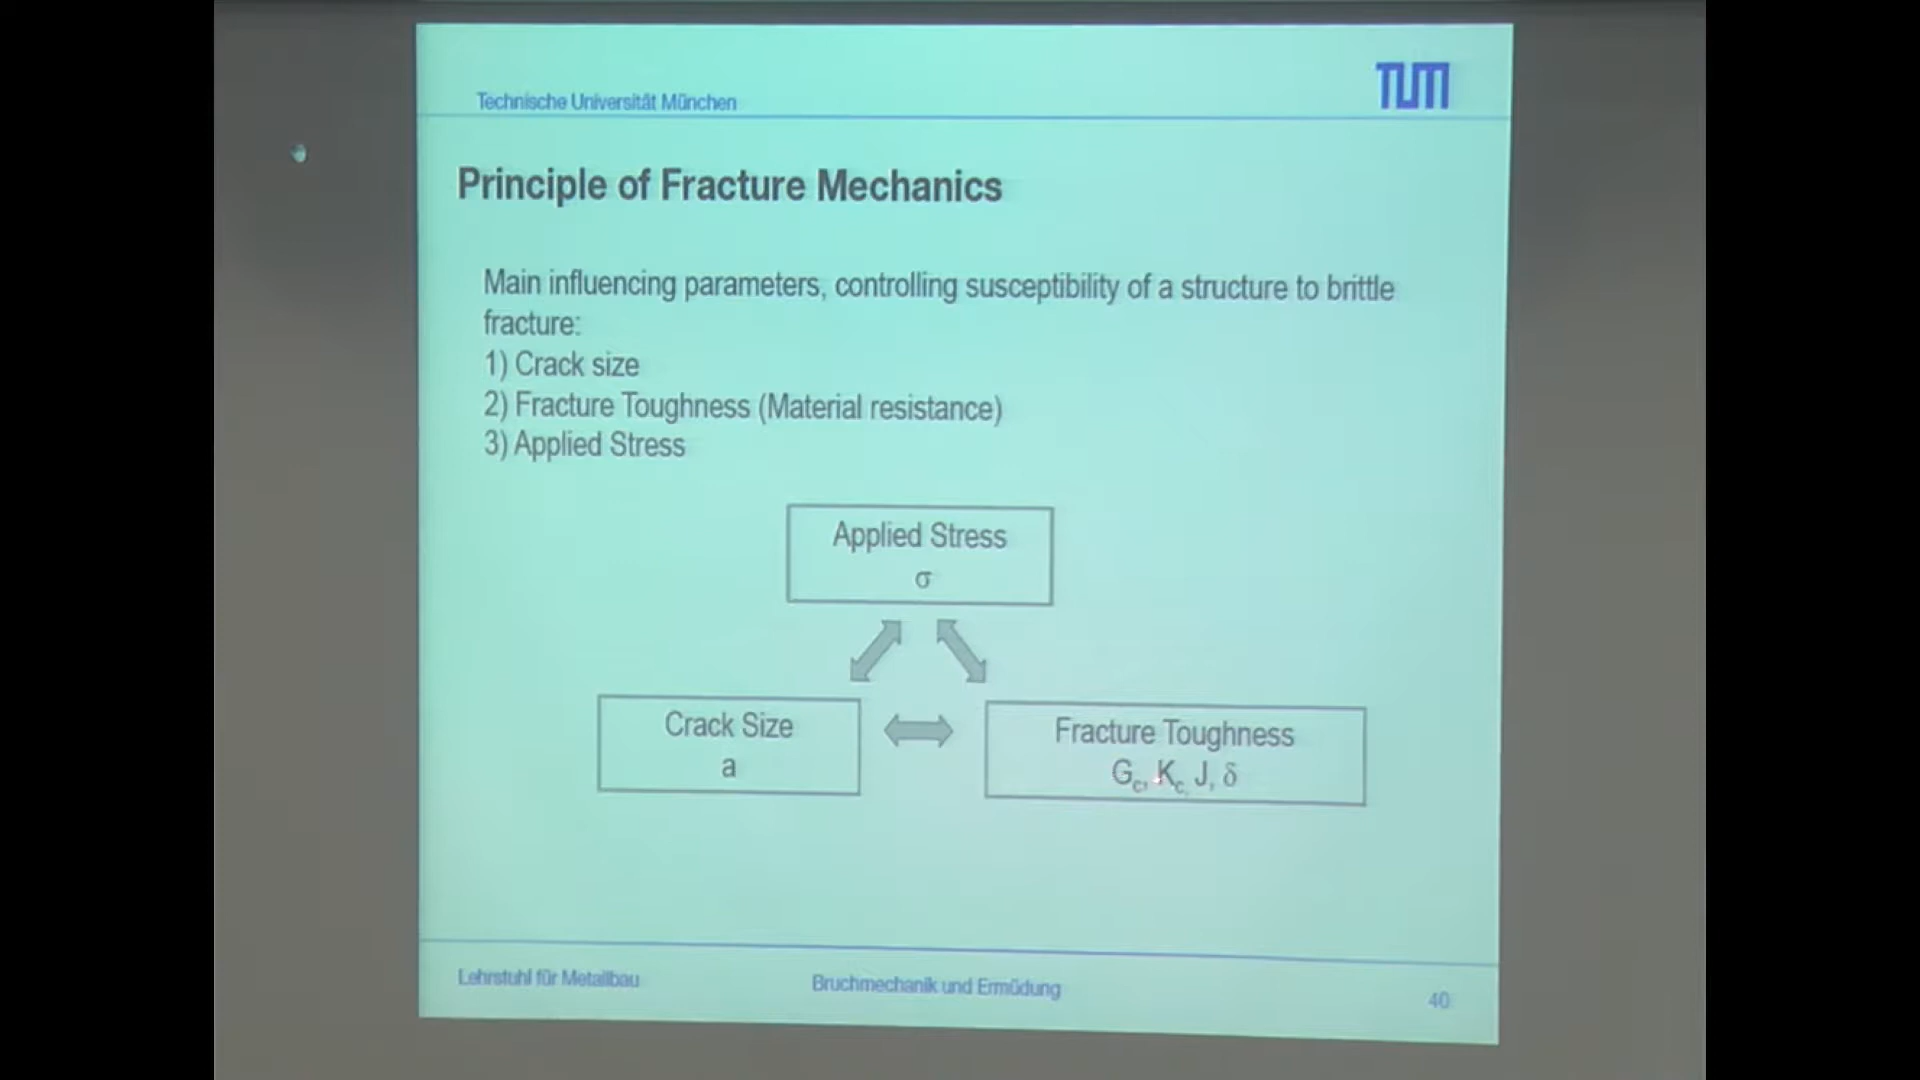 Technische Universität München
TUM
Principle of Fracture Mechanics
Main influencing parameters, controlling susceptibility of a structure to brittle
fracture:
1) Crack size
2) Fracture Toughness (Material resistance)
3) Applied Stress
Applied Stress
σ
Crack Size
a
Fracture Toughness
Gc, Kc, J, δ
Lehrstuhl für Metallbau
Bruchmechanik und Ermüdung
40